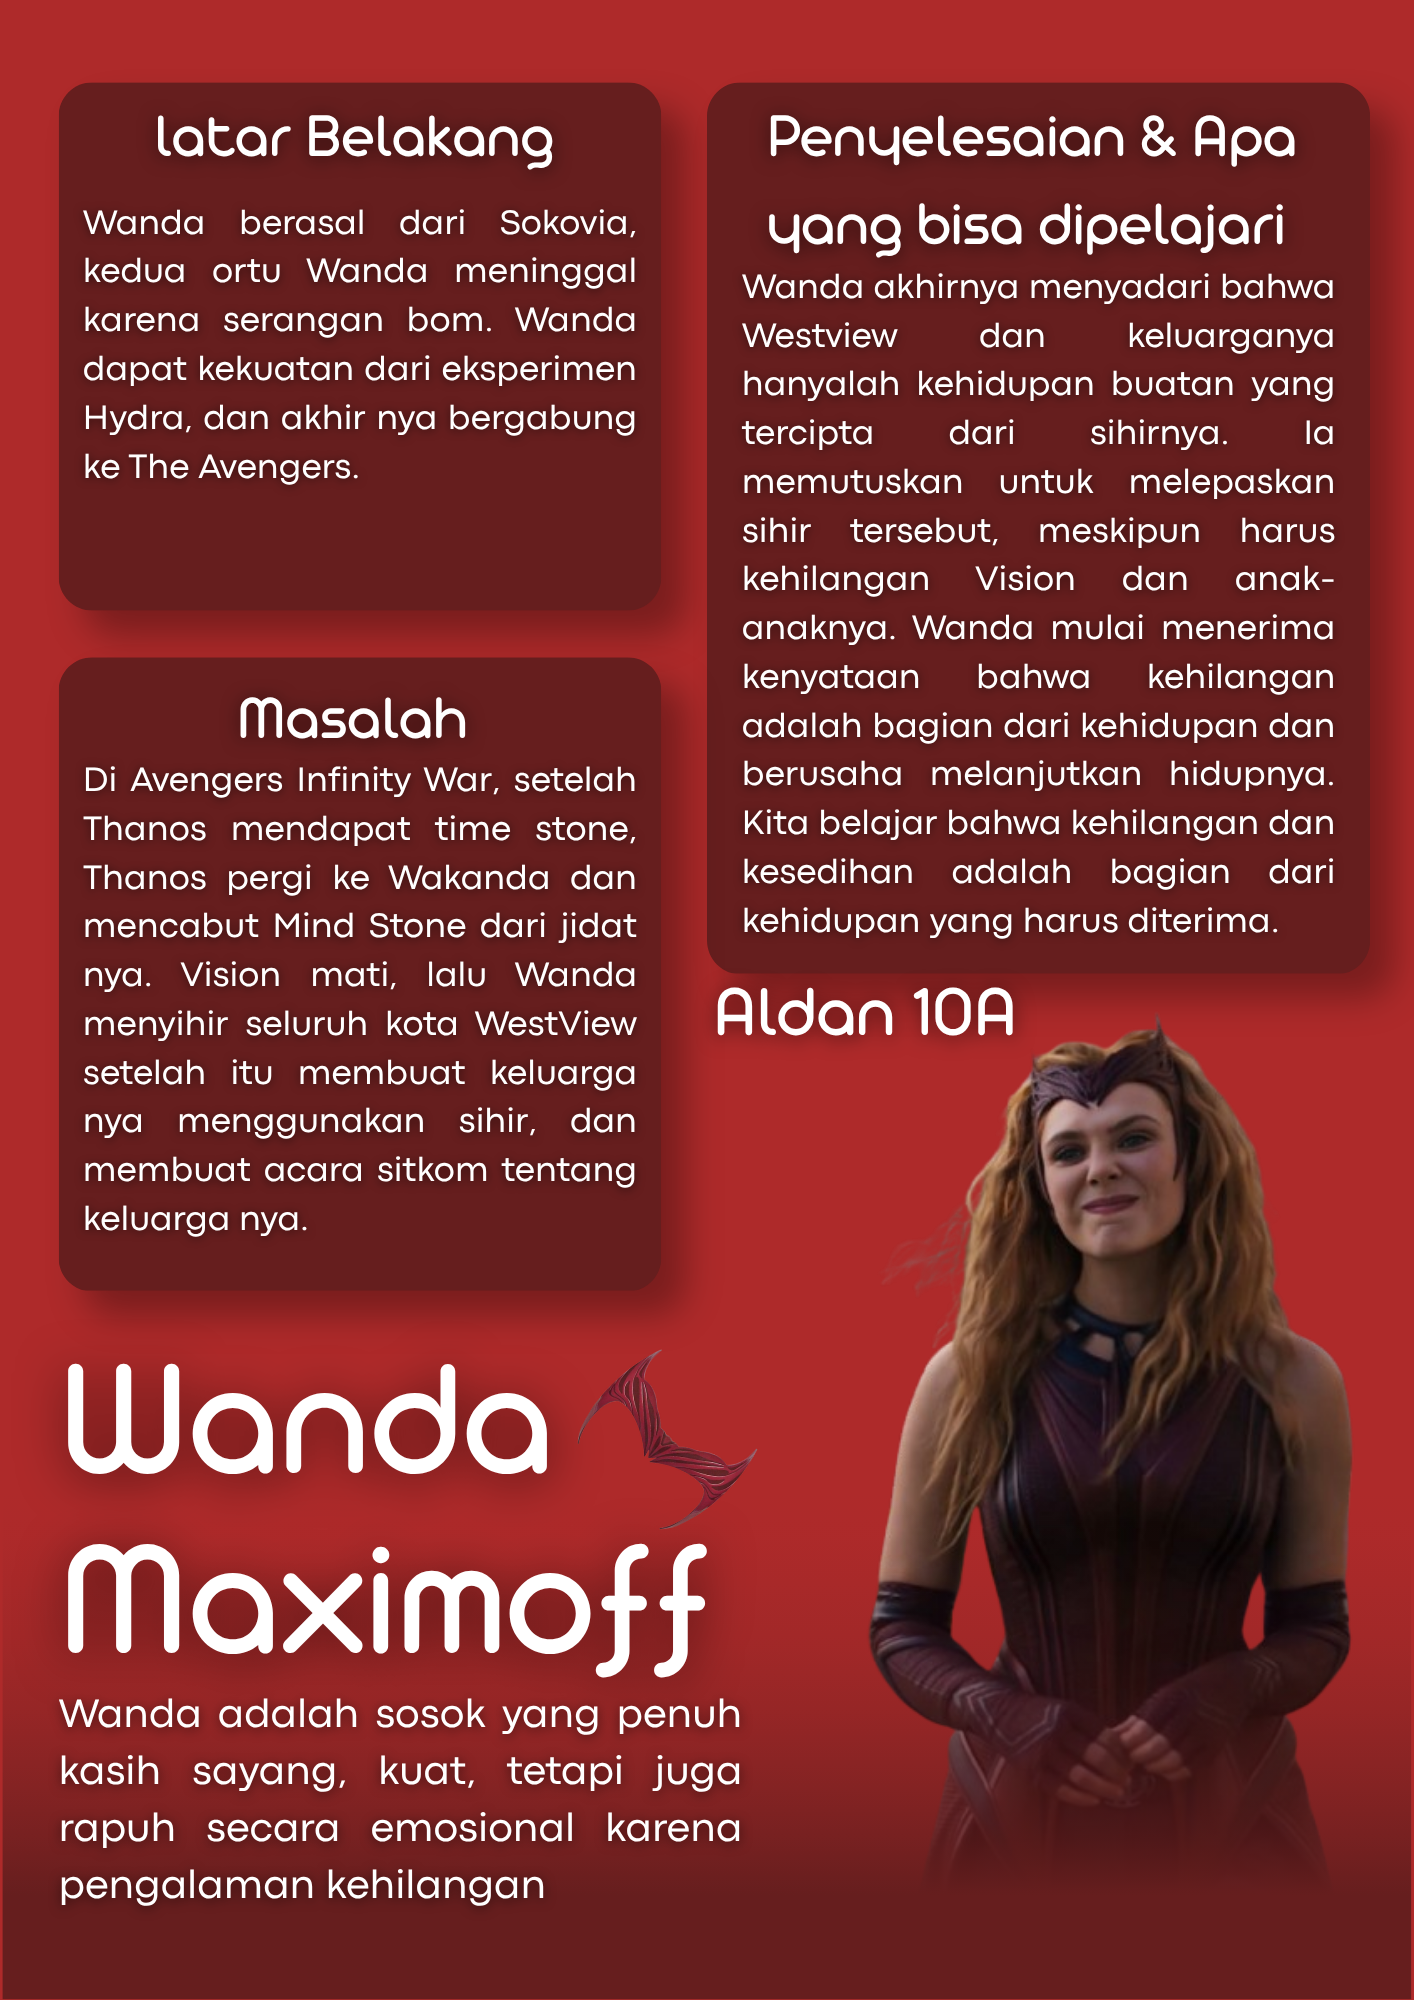 latar Belakang
Wanda berasal dari Sokovia,
kedua ortu Wanda meninggal
karena serangan bom. Wanda
dapat kekuatan dari eksperimen
Hydra, dan akhir nya bergabung
ke The Avengers.
Masalah
Di Avengers Infinity War, setelah
Thanos mendapat time stone,
Thanos pergi ke Wakanda dan
mencabut Mind Stone dari jidat
nya. Vision mati, lalu Wanda
menyihir seluruh kota WestView
setelah itu membuat keluarga
nya menggunakan sihir, dan
membuat acara sitkom tentang
keluarga nya.
Penyelesaian & Apa
yang bisa dipelajari
Wanda akhirnya menyadari bahwa
Westview dan keluarganya
hanyalah kehidupan buatan yang
tercipta dari sihirnya. Ia
memutuskan untuk melepaskan
sihir tersebut, meskipun harus
kehilangan Vision dan anak-
anaknya. Wanda mulai menerima
kenyataan bahwa kehilangan
adalah bagian dari kehidupan dan
berusaha melanjutkan hidupnya.
Kita belajar bahwa kehilangan dan
kesedihan adalah bagian dari
kehidupan yang harus diterima.
Aldan 10A
Wanda
Maximoff
Wanda adalah sosok yang penuh
kasih sayang, kuat, tetapi juga
rapuh secara emosional karena
pengalaman kehilangan